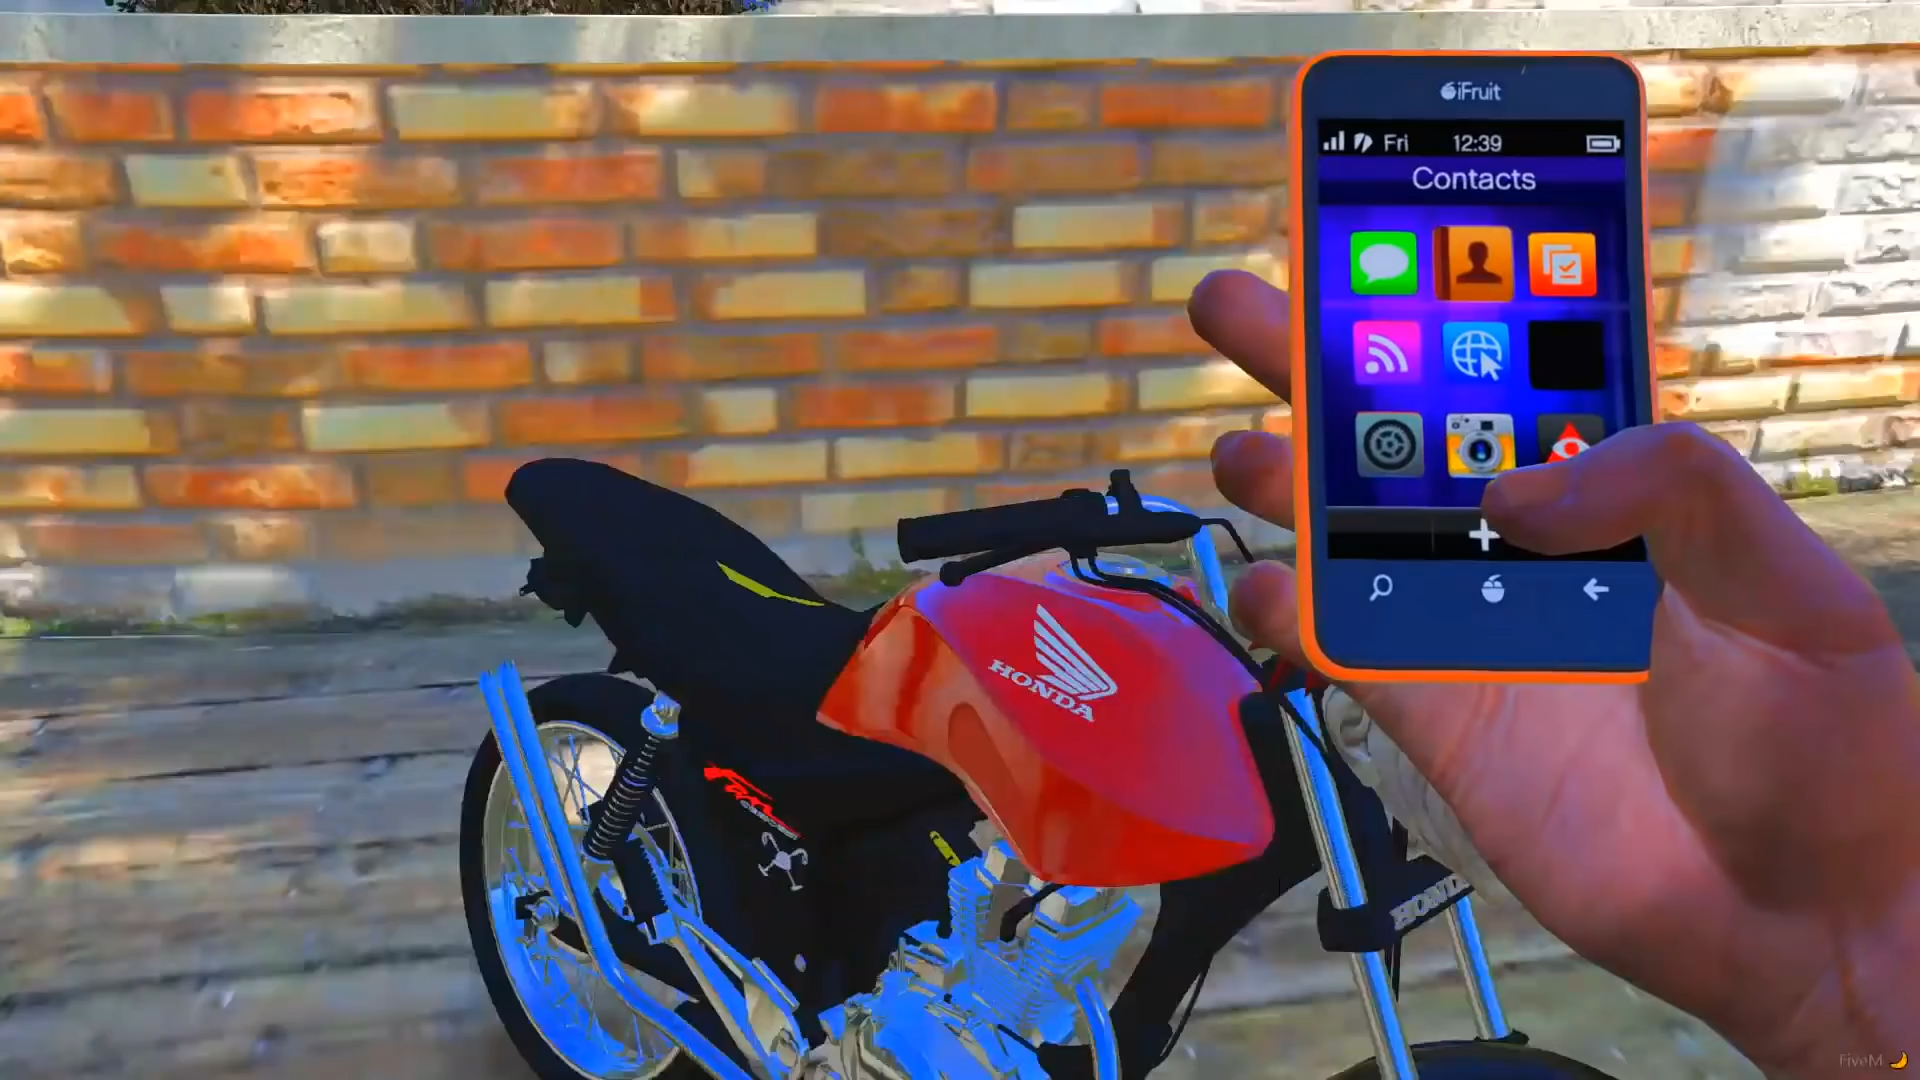 iFruit
Fri 12:39
Contacts
HONDA
HONDA
FiveM